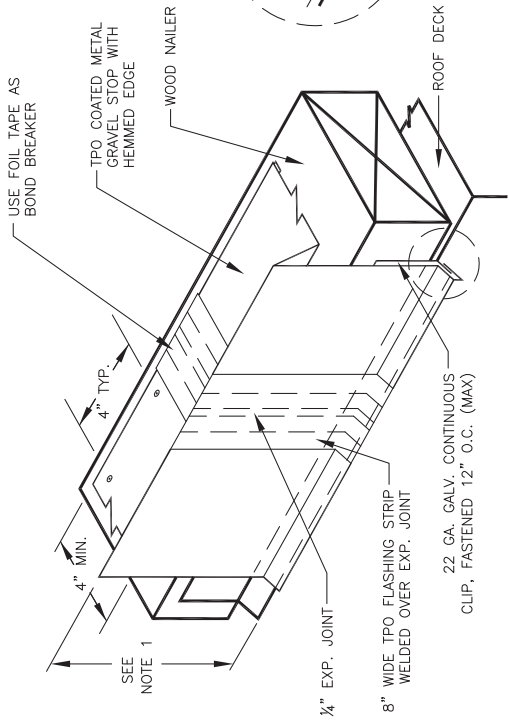 USE FOIL TAPE AS
BOND BREAKER
TPO COATED METAL
GRAVEL STOP WITH
HEMMED EDGE
WOOD NAILER
ROOF DECK
4" TYP.
4" MIN.
SEE
NOTE 1
¼" EXP. JOINT
8" WIDE TPO FLASHING STRIP
WELDED OVER EXP. JOINT
22 GA. GALV. CONTINUOUS
CLIP, FASTENED 12" O.C. (MAX)